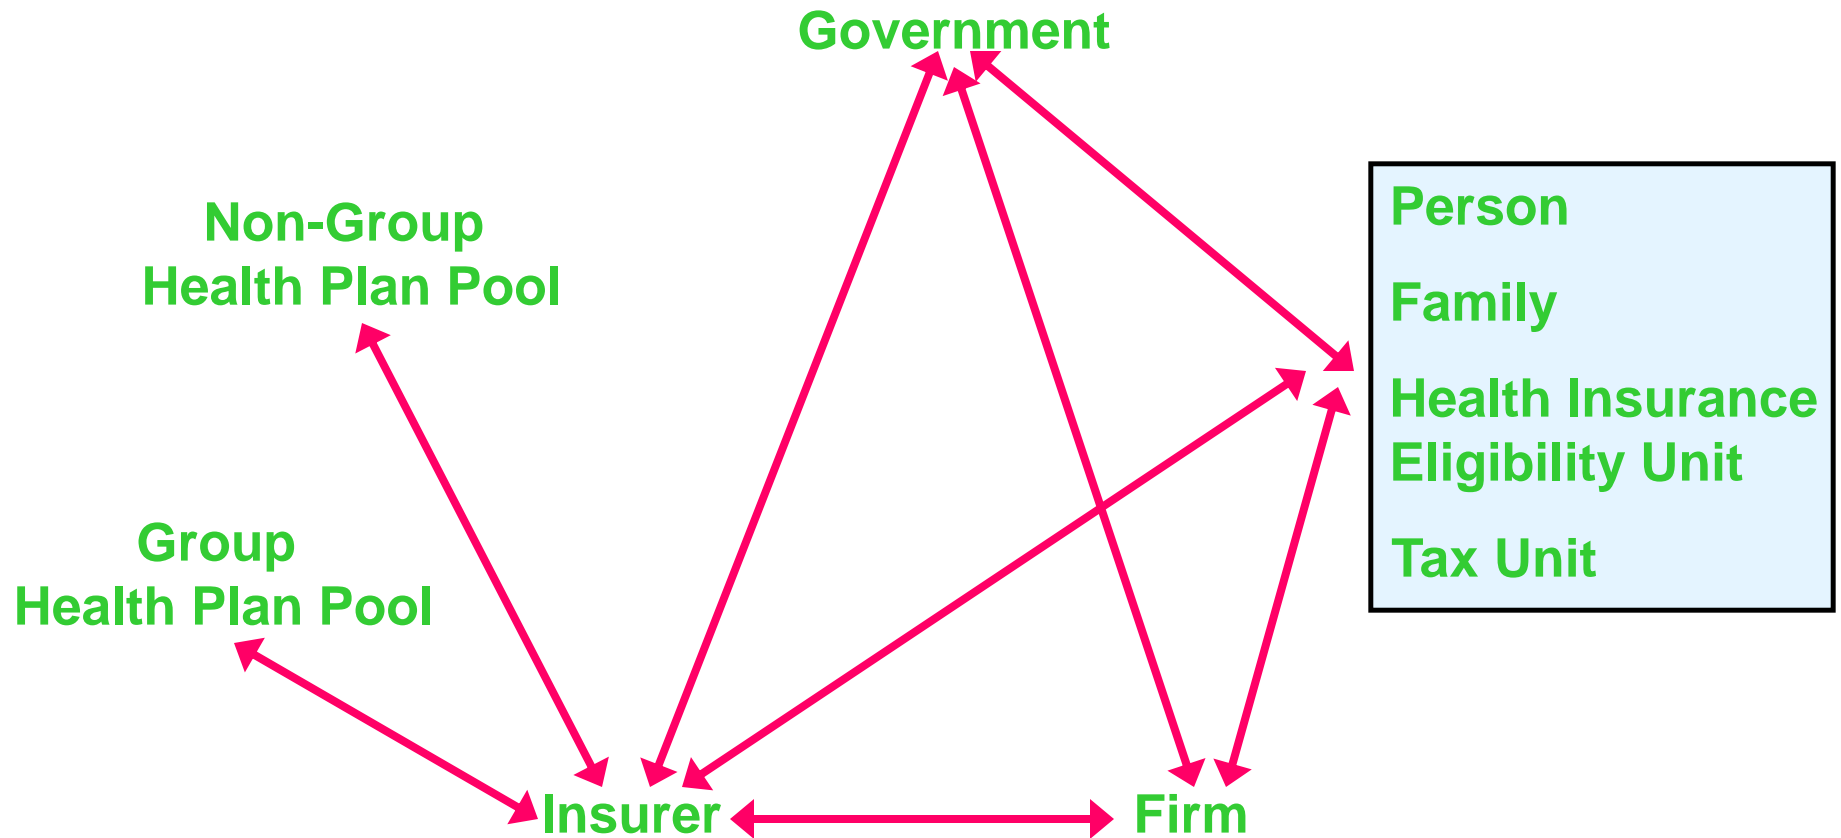 Government
Non-Group
Health Plan Pool
Group
Health Plan Pool
Person
Family
Health Insurance
Eligibility Unit
Tax Unit
Insurer
Firm